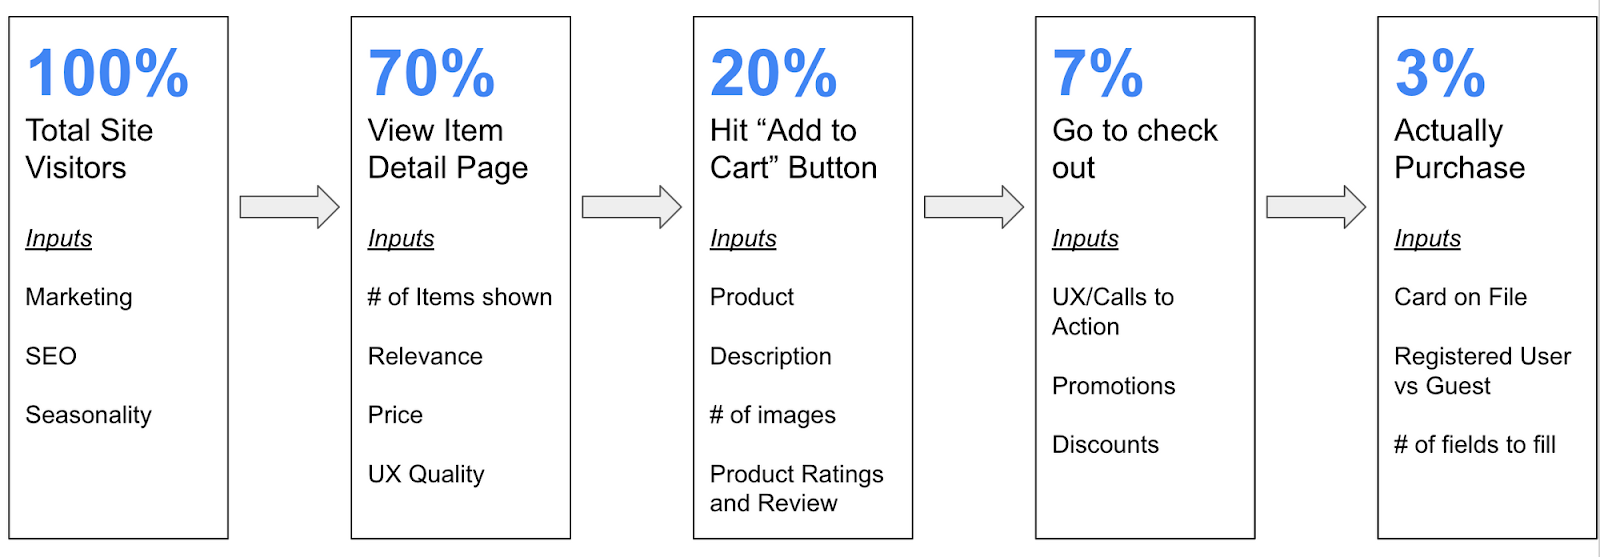 100%
Total Site
Visitors
Inputs
Marketing
SEO
Seasonality
70%
View Item
Detail Page
Inputs
# of Items shown
Relevance
Price
UX Quality
20%
Hit “Add to
Cart” Button
Inputs
Product
Description
# of images
Product Ratings
and Review
7%
Go to check
out
Inputs
UX/Calls to
Action
Promotions
Discounts
3%
Actually
Purchase
Inputs
Card on File
Registered User
vs Guest
# of fields to fill